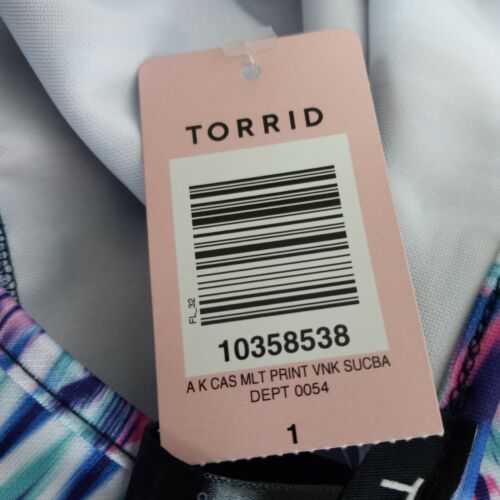 TORRID
FL_32
10358538
A K CAS MLT PRINT VNK SUCBA
DEPT 0054
1
T